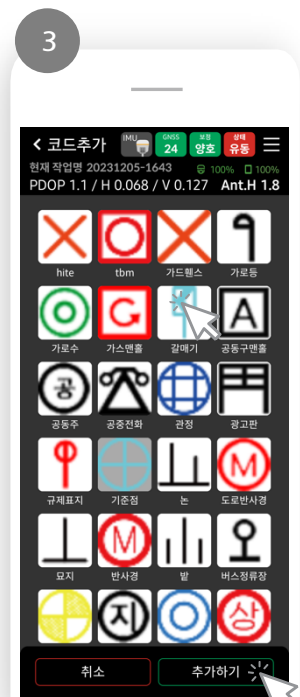 3
코드추가 IMU GNSS 24 보정 양호 상태 유동
현재 작업명 20231205-1643 100% 100%
PDOP 1.1 / H 0.068 / V 0.127 Ant.H 1.8
hite tbm 가드휀스 가로등
G A
가로수 가스맨홀 갈매기 공동구맨홀
공
공동주 공중전화 관정 광고판
규제표지 기준점 논 도로반사경
M
M
묘지 반사경 밭 버스정류장
지 상
취소 추가하기